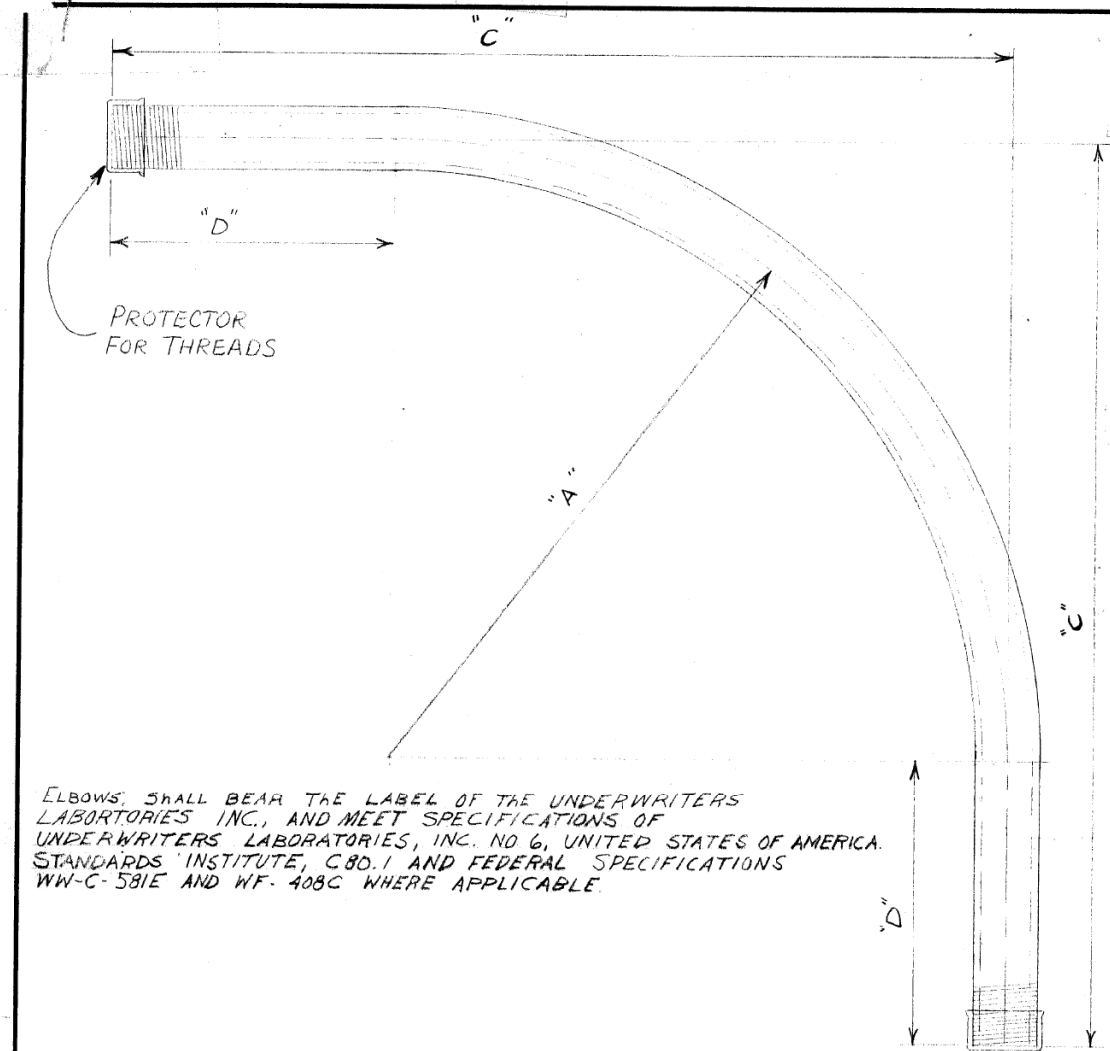 "C"
"D"
PROTECTOR
FOR THREADS
"A"
"C"
ELBOWS, SHALL BEAR THE LABEL OF THE UNDERWRITERS
LABORTORIES INC., AND MEET SPECIFICATIONS OF
UNDERWRITERS LABORATORIES, INC. NO 6, UNITED STATES OF AMERICA.
STANDARDS INSTITUTE, C80.1 AND FEDERAL SPECIFICATIONS
WW-C-581E AND WF-408C WHERE APPLICABLE.
"D"